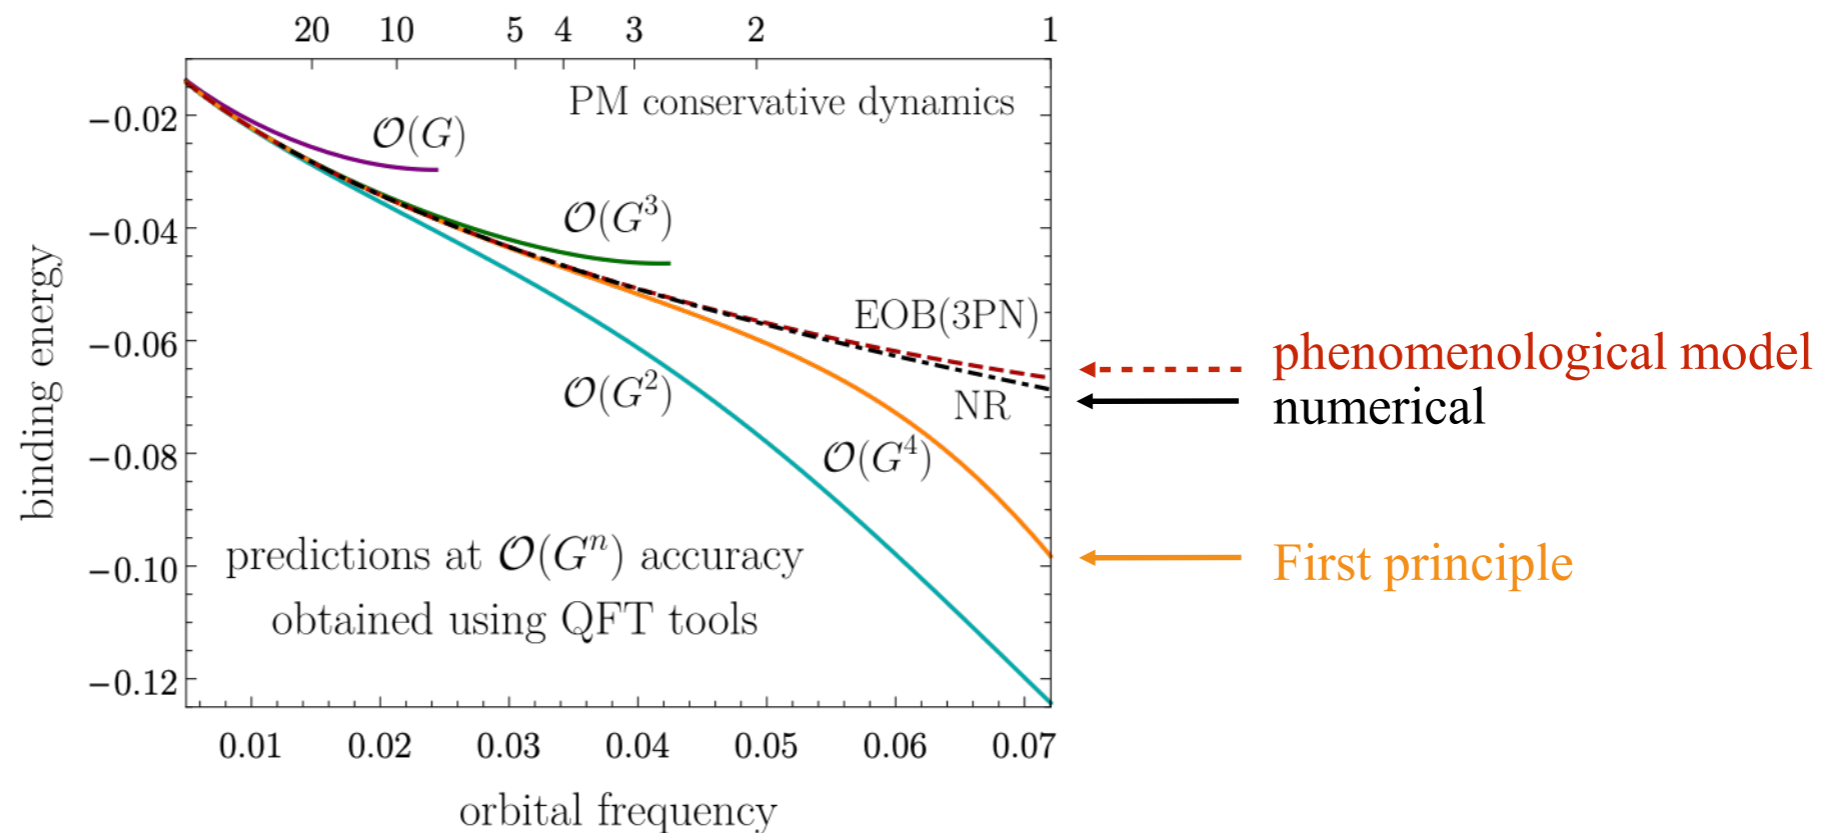 20 10 5 4 3 2 1
PM conservative dynamics
−0.02
O(G)
O(G³)
−0.04
EOB(3PN)
−0.06
phenomenological model
O(G²)
NR
numerical
−0.08
O(G⁴)
binding energy
predictions at O(Gⁿ) accuracy
First principle
−0.10
obtained using QFT tools
−0.12
0.01 0.02 0.03 0.04 0.05 0.06 0.07
orbital frequency